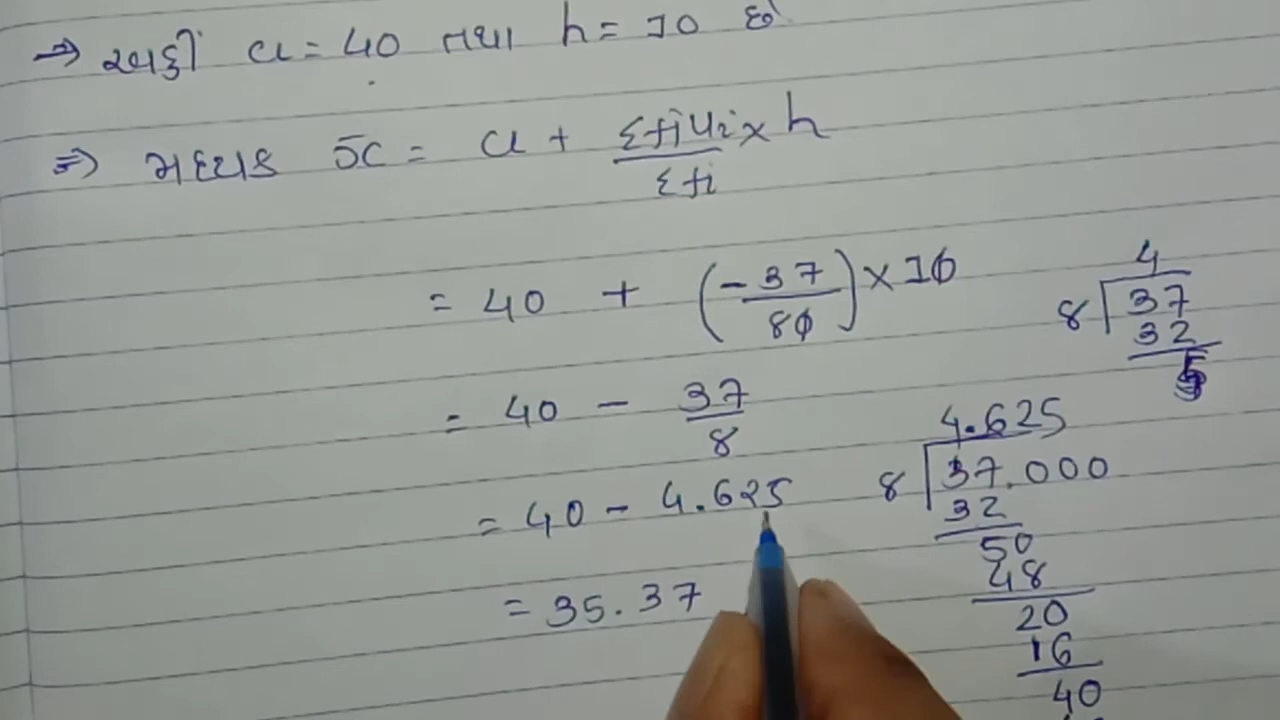 ⇒ અહીં a = 40 તથા h = 10 છે
⇒ મધ્યક x̄ = a + Σfiui/Σfi × h
= 40 + (-37/80) × 10
= 40 - 37/8
= 40 - 4.625
= 35.37
4
8 37
32
5
4.625
8 37.000
32
50
48
20
16
40